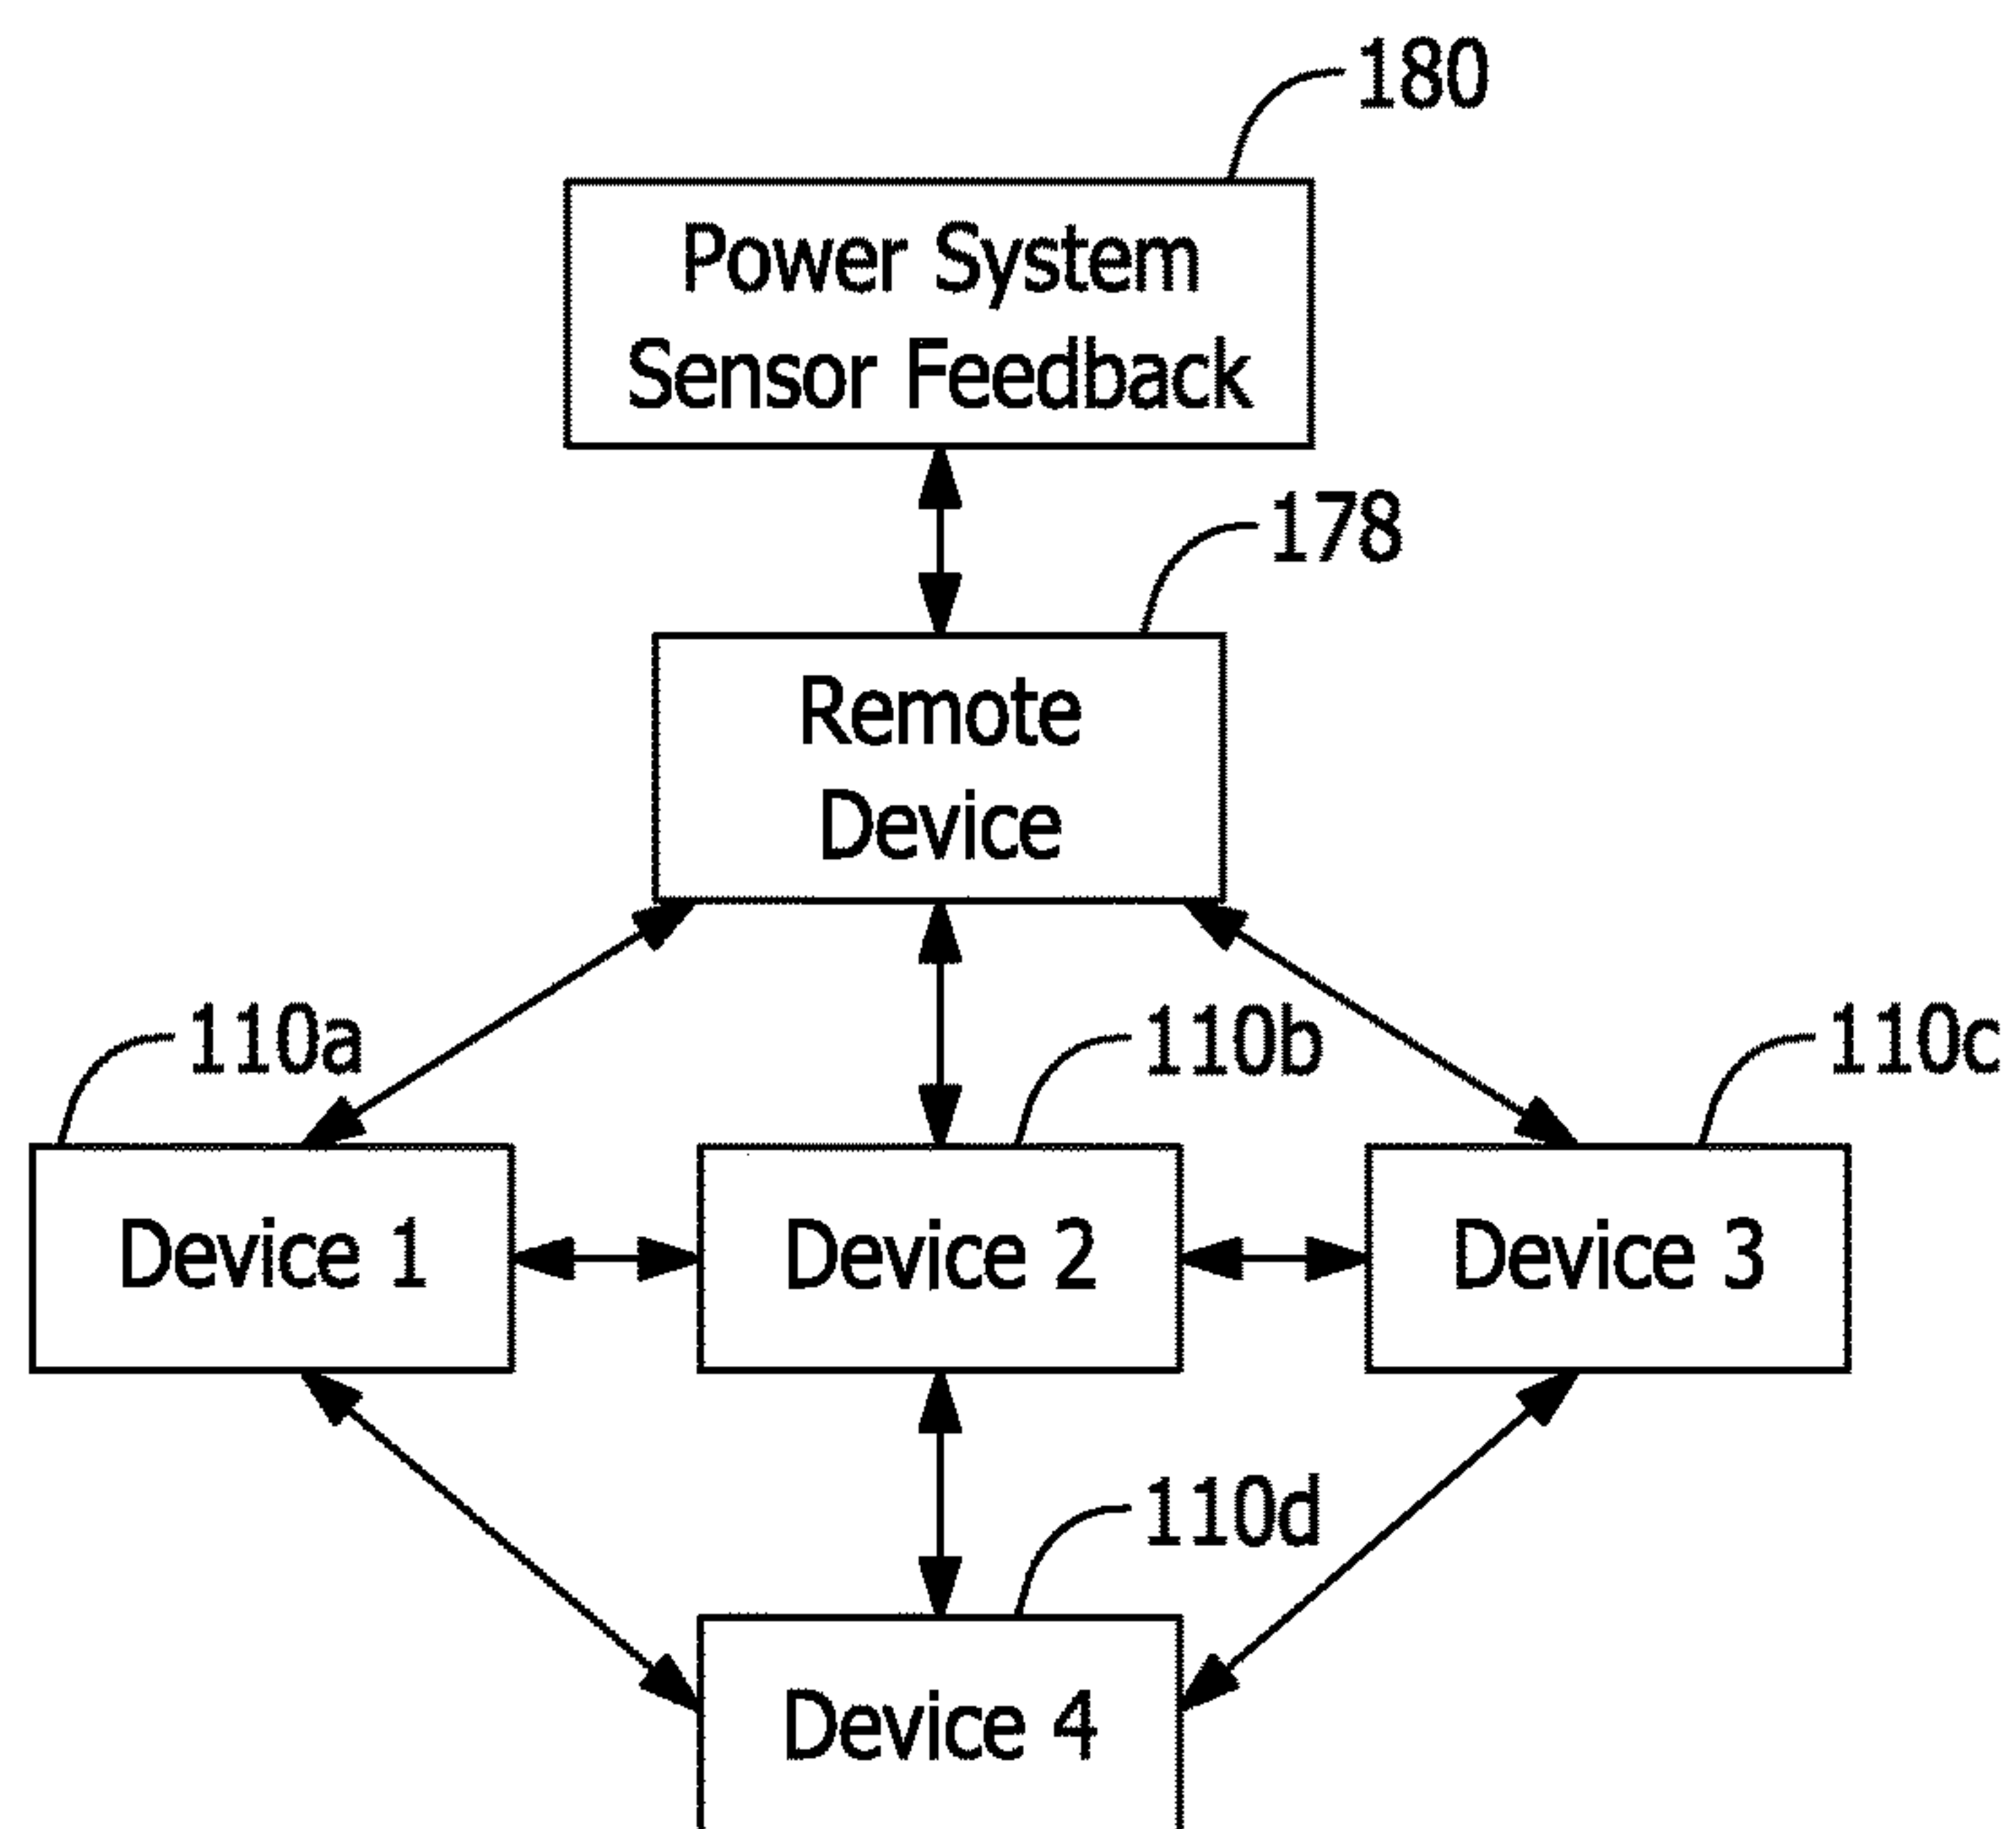 180
Power System
Sensor Feedback
178
Remote
Device
110a
110b
110c
Device 1
Device 2
Device 3
110d
Device 4